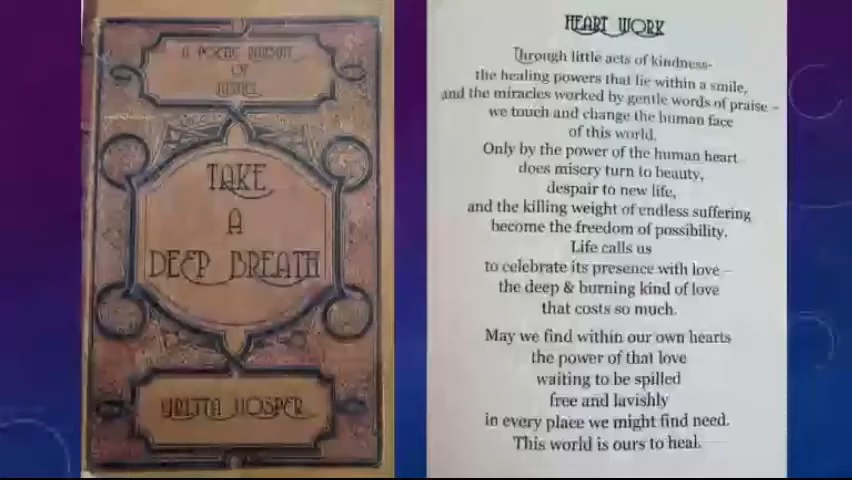 A POETIC
OF
TAKE
A
DEEP BREATH
HOSPER
HEART WORK
Through little acts of kindness-
the healing powers that lie within a smile,
and the miracles worked by gentle words of praise –
we touch and change the human face
of this world.
Only by the power of the human heart
does misery turn to beauty,
despair to new life,
and the killing weight of endless suffering
become the freedom of possibility.
Life calls us
to celebrate its presence with love –
the deep & burning kind of love
that costs so much.
May we find within our own hearts
the power of that love
waiting to be spilled
free and lavishly
in every place we might find need.
This world is ours to heal.